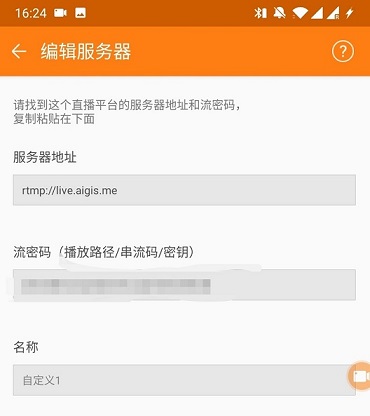 16:24
编辑服务器
请找到这个直播平台的服务器地址和流密码，
复制粘贴在下面
服务器地址
rtmp://live.aigis.me
流密码（播放路径/串流码/密钥）
名称
自定义1